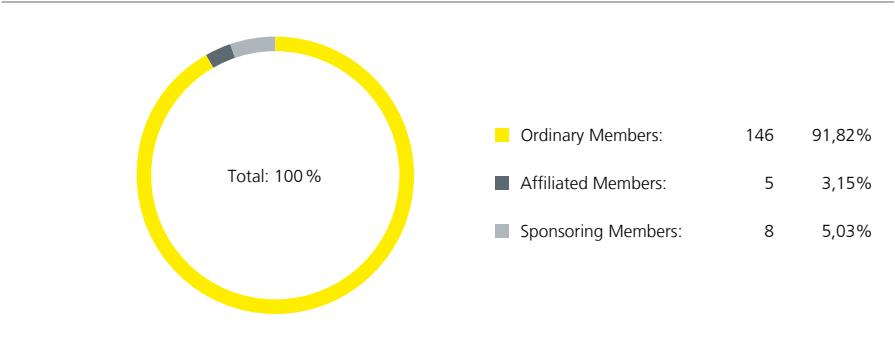 Total: 100 %
Ordinary Members: 146 91,82%
Affiliated Members: 5 3,15%
Sponsoring Members: 8 5,03%